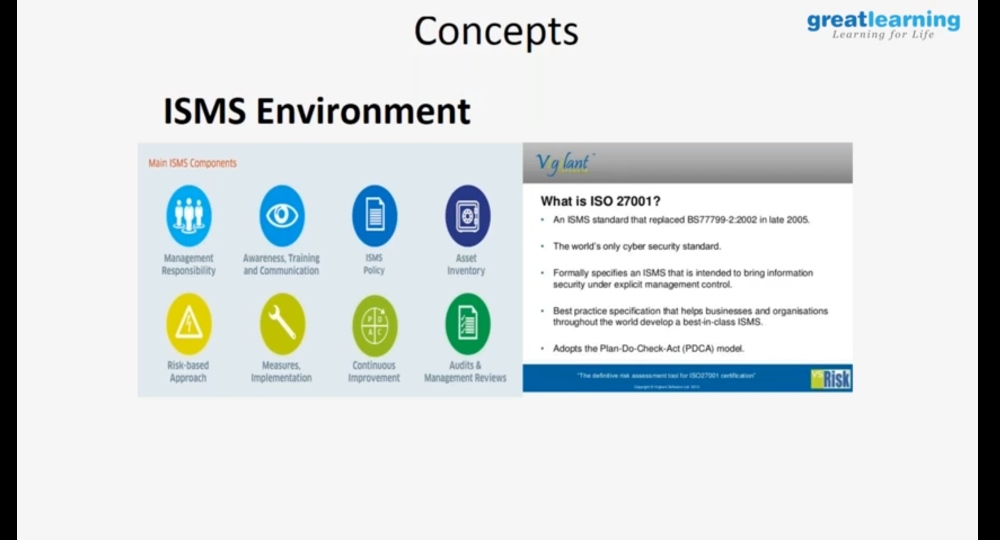 Concepts
greatlearning
Learning for Life
ISMS Environment
Main ISMS Components
Management
Responsibility
Awareness, Training
and Communication
ISMS
Policy
Asset
Inventory
Risk-based
Approach
Measures,
Implementation
P D
A C
Continuous
Improvement
Audits &
Management Reviews
Vigilant
What is ISO 27001?
• An ISMS standard that replaced BS77799-2:2002 in late 2005.
• The world's only cyber security standard.
• Formally specifies an ISMS that is intended to bring information
security under explicit management control.
• Best practice specification that helps businesses and organisations
throughout the world develop a best-in-class ISMS.
• Adopts the Plan-Do-Check-Act (PDCA) model.
"The definitive risk assessment tool for ISO27001 certification"
Copyright © Vigilant Software Ltd
VS Risk